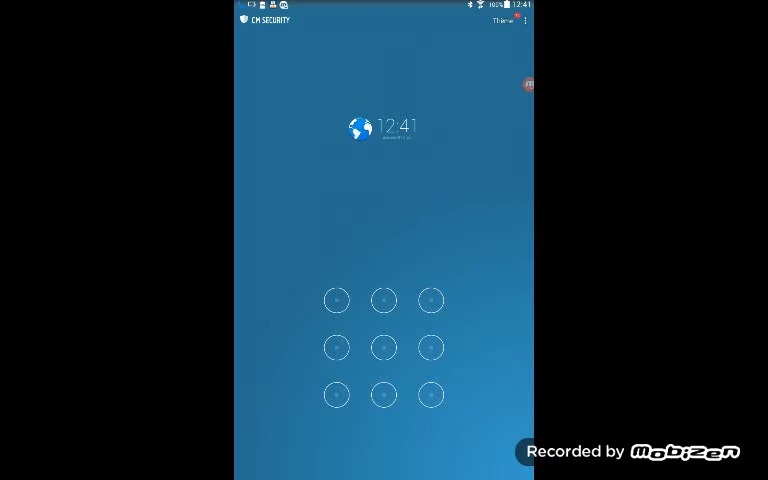 100% 12:41
CM SECURITY
Theme
12:41
Recorded by mobizen